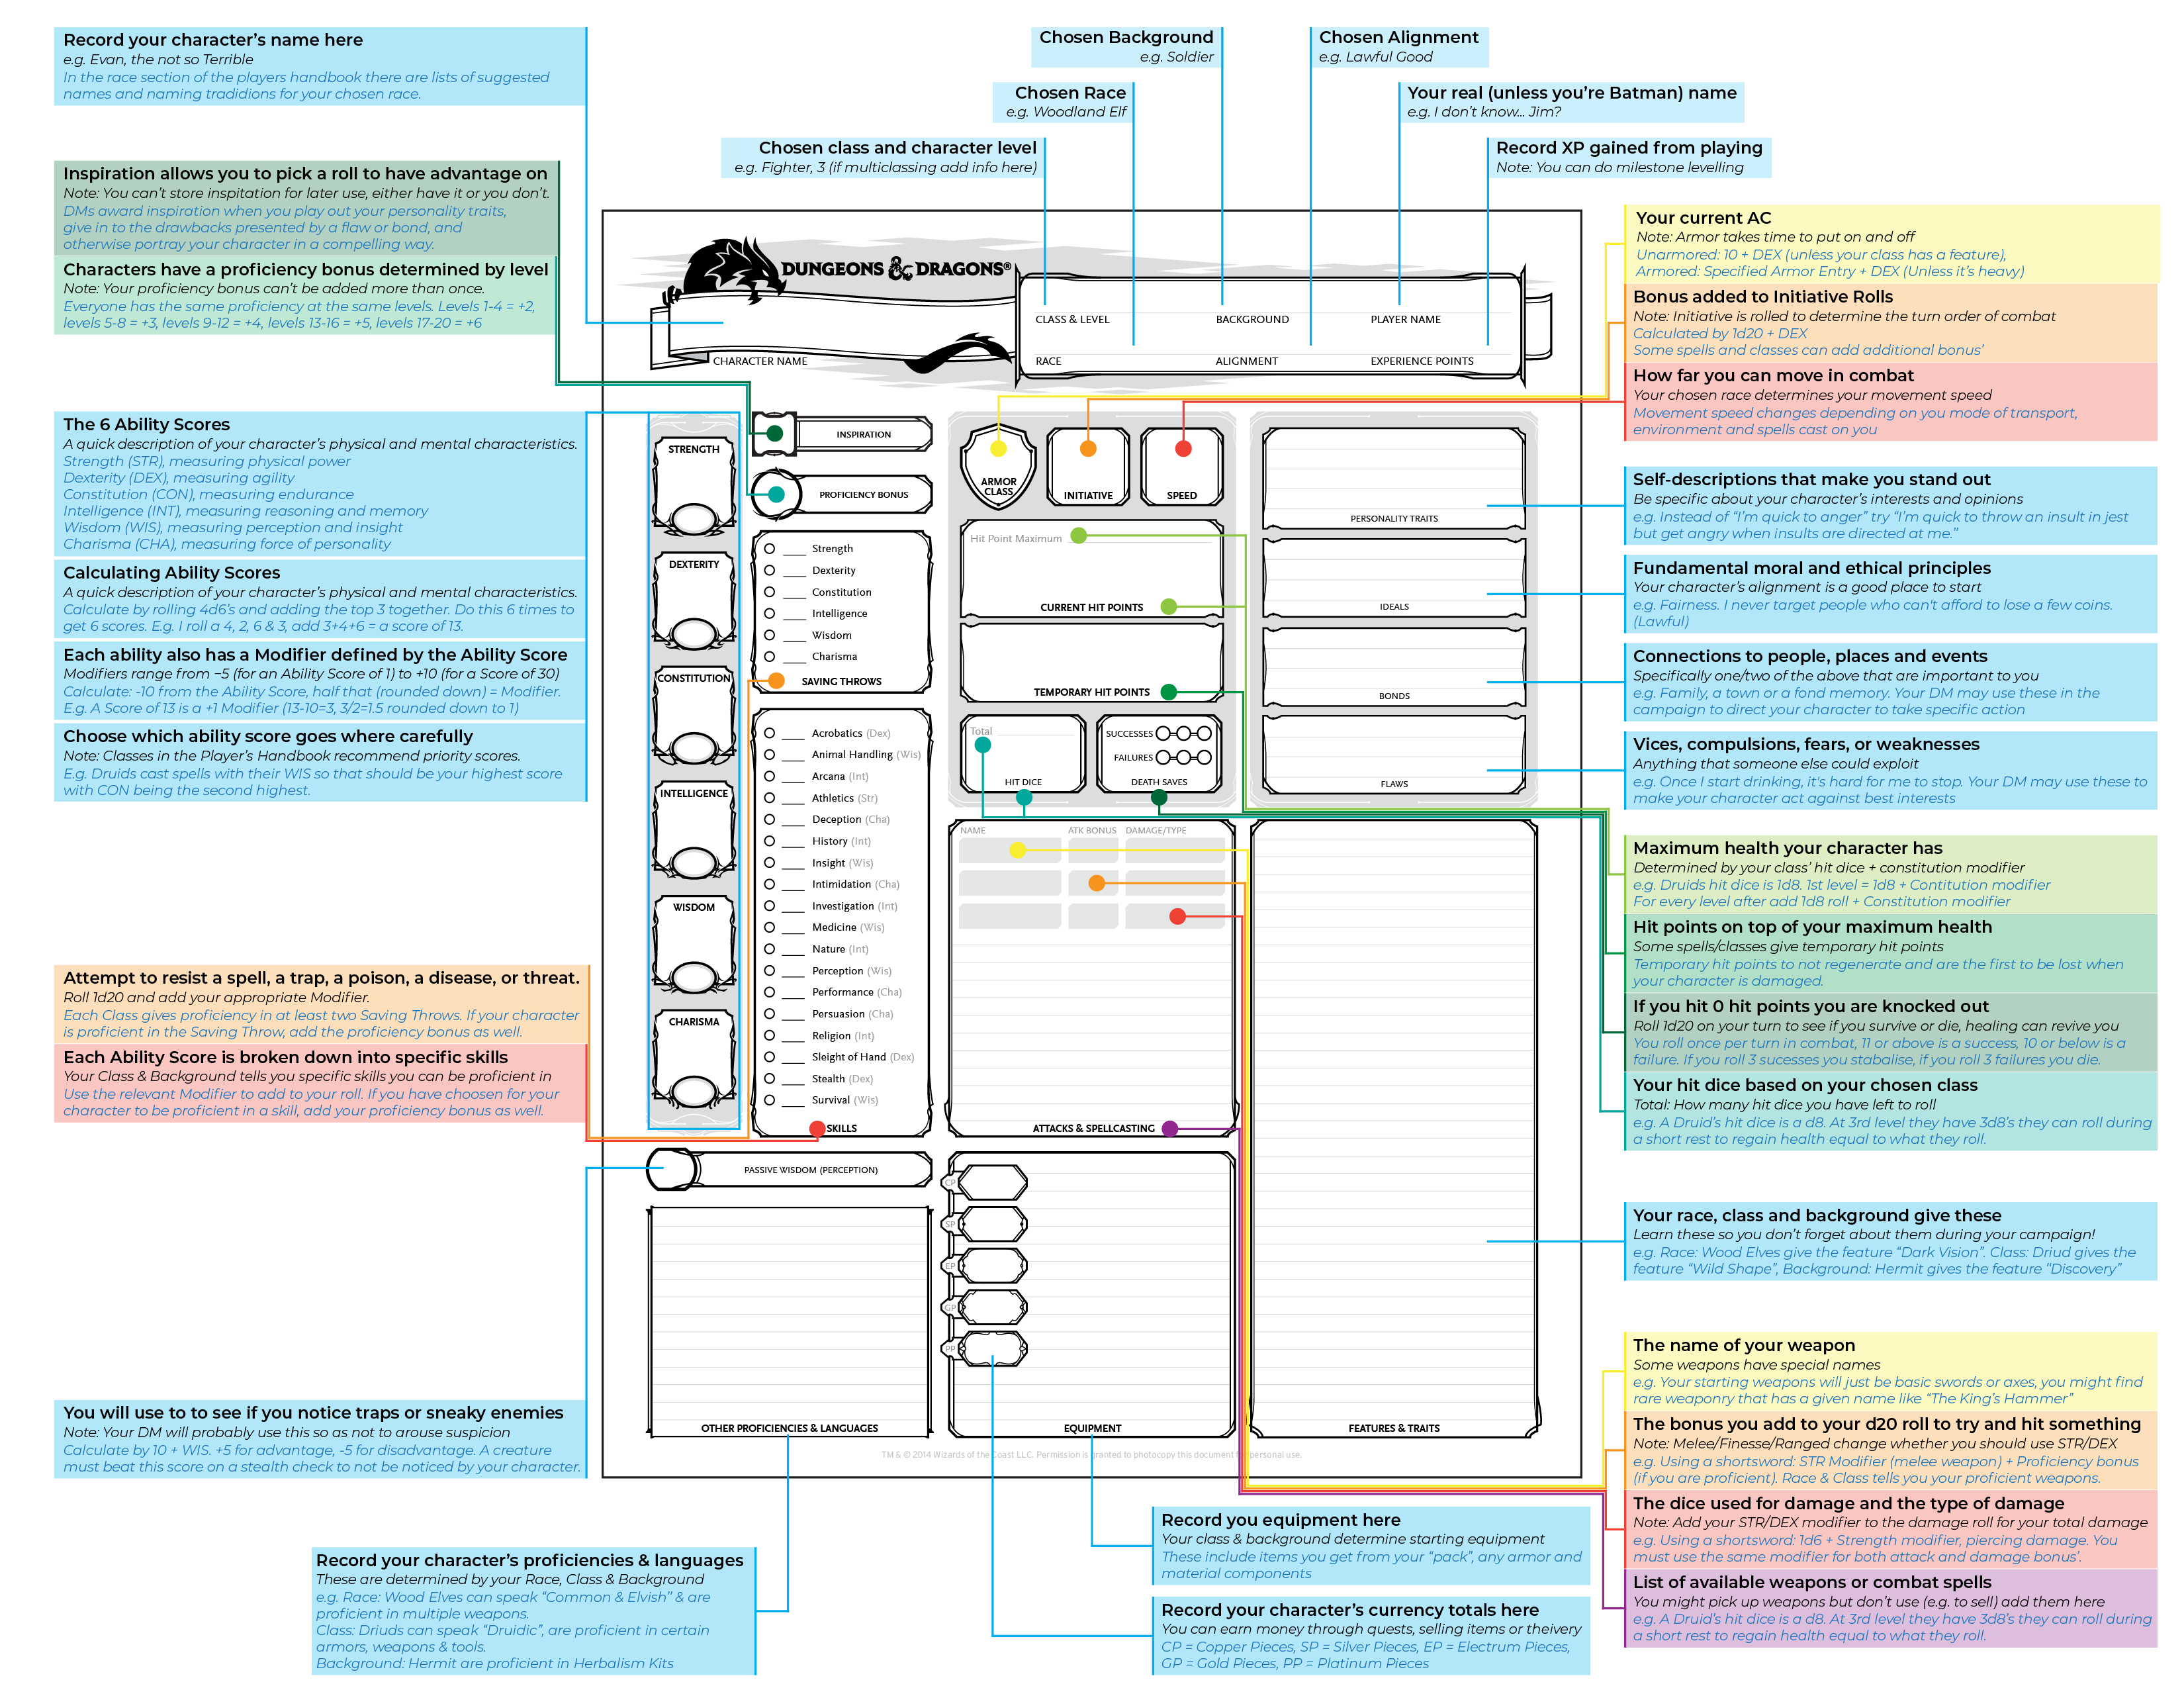 Record your character's name here
e.g. Evan, the not so Terrible
In the race section of the players handbook there are lists of suggested
names and naming tradidions for your chosen race.
Chosen Background
e.g. Soldier
Chosen Alignment
e.g. Lawful Good
Chosen Race
e.g. Woodland Elf
Your real (unless you're Batman) name
e.g. I don't know... Jim?
Chosen class and character level
e.g. Fighter, 3 (if multiclassing add info here)
Record XP gained from playing
Note: You can do milestone levelling
Inspiration allows you to pick a roll to have advantage on
Note: You can't store inspitation for later use, either have it or you don't.
DMs award inspiration when you play out your personality traits,
give in to the drawbacks presented by a flaw or bond, and
otherwise portray your character in a compelling way.
Characters have a proficiency bonus determined by level
Note: Your proficiency bonus can't be added more than once.
Everyone has the same proficiency at the same levels. Levels 1-4 = +2,
levels 5-8 = +3, levels 9-12 = +4, levels 13-16 = +5, levels 17-20 = +6
The 6 Ability Scores
A quick description of your character's physical and mental characteristics.
Strength (STR), measuring physical power
Dexterity (DEX), measuring agility
Constitution (CON), measuring endurance
Intelligence (INT), measuring reasoning and memory
Wisdom (WIS), measuring perception and insight
Charisma (CHA), measuring force of personality
Calculating Ability Scores
A quick description of your character's physical and mental characteristics.
Calculate by rolling 4d6's and adding the top 3 together. Do this 6 times to
get 6 scores. E.g. I roll a 4, 2, 6 & 3, add 3+4+6 = a score of 13.
Each ability also has a Modifier defined by the Ability Score
Modifiers range from −5 (for an Ability Score of 1) to +10 (for a Score of 30)
Calculate: -10 from the Ability Score, half that (rounded down) = Modifier.
E.g. A Score of 13 is a +1 Modifier (13-10=3, 3/2=1.5 rounded down to 1)
Choose which ability score goes where carefully
Note: Classes in the Player's Handbook recommend priority scores.
E.g. Druids cast spells with their WIS so that should be your highest score
with CON being the second highest.
Attempt to resist a spell, a trap, a poison, a disease, or threat.
Roll 1d20 and add your appropriate Modifier.
Each Class gives proficiency in at least two Saving Throws. If your character
is proficient in the Saving Throw, add the proficiency bonus as well.
Each Ability Score is broken down into specific skills
Your Class & Background tells you specific skills you can be proficient in
Use the relevant Modifier to add to your roll. If you have choosen for your
character to be proficient in a skill, add your proficiency bonus as well.
You will use to to see if you notice traps or sneaky enemies
Note: Your DM will probably use this so as not to arouse suspicion
Calculate by 10 + WIS. +5 for advantage, -5 for disadvantage. A creature
must beat this score on a stealth check to not be noticed by your character.
DUNGEONS & DRAGONS®
CLASS & LEVEL
BACKGROUND
PLAYER NAME
CHARACTER NAME
RACE
ALIGNMENT
EXPERIENCE POINTS
STRENGTH
DEXTERITY
CONSTITUTION
INTELLIGENCE
WISDOM
CHARISMA
INSPIRATION
PROFICIENCY BONUS
Strength
Dexterity
Constitution
Intelligence
Wisdom
Charisma
SAVING THROWS
Acrobatics (Dex)
Animal Handling (Wis)
Arcana (Int)
Athletics (Str)
Deception (Cha)
History (Int)
Insight (Wis)
Intimidation (Cha)
Investigation (Int)
Medicine (Wis)
Nature (Int)
Perception (Wis)
Performance (Cha)
Persuasion (Cha)
Religion (Int)
Sleight of Hand (Dex)
Stealth (Dex)
Survival (Wis)
SKILLS
PASSIVE WISDOM (PERCEPTION)
OTHER PROFICIENCIES & LANGUAGES
ARMOR
CLASS
INITIATIVE
SPEED
Hit Point Maximum
CURRENT HIT POINTS
TEMPORARY HIT POINTS
Total
HIT DICE
SUCCESSES
FAILURES
DEATH SAVES
NAME
ATK BONUS
DAMAGE/TYPE
ATTACKS & SPELLCASTING
CP
SP
EP
GP
PP
EQUIPMENT
PERSONALITY TRAITS
IDEALS
BONDS
FLAWS
FEATURES & TRAITS
TM & © 2014 Wizards of the Coast LLC. Permission is granted to photocopy this document for personal use.
Your current AC
Note: Armor takes time to put on and off
Unarmored: 10 + DEX (unless your class has a feature),
Armored: Specified Armor Entry + DEX (Unless it's heavy)
Bonus added to Initiative Rolls
Note: Initiative is rolled to determine the turn order of combat
Calculated by 1d20 + DEX
Some spells and classes can add additional bonus'
How far you can move in combat
Your chosen race determines your movement speed
Movement speed changes depending on you mode of transport,
environment and spells cast on you
Self-descriptions that make you stand out
Be specific about your character's interests and opinions
e.g. Instead of "I'm quick to anger" try "I'm quick to throw an insult in jest
but get angry when insults are directed at me."
Fundamental moral and ethical principles
Your character's alignment is a good place to start
e.g. Fairness. I never target people who can't afford to lose a few coins.
(Lawful)
Connections to people, places and events
Specifically one/two of the above that are important to you
e.g. Family, a town or a fond memory. Your DM may use these in the
campaign to direct your character to take specific action
Vices, compulsions, fears, or weaknesses
Anything that someone else could exploit
e.g. Once I start drinking, it's hard for me to stop. Your DM may use these to
make your character act against best interests
Maximum health your character has
Determined by your class' hit dice + constitution modifier
e.g. Druids hit dice is 1d8. 1st level = 1d8 + Contitution modifier
For every level after add 1d8 roll + Constitution modifier
Hit points on top of your maximum health
Some spells/classes give temporary hit points
Temporary hit points to not regenerate and are the first to be lost when
your character is damaged.
If you hit 0 hit points you are knocked out
Roll 1d20 on your turn to see if you survive or die, healing can revive you
You roll once per turn in combat, 11 or above is a success, 10 or below is a
failure. If you roll 3 sucesses you stabalise, if you roll 3 failures you die.
Your hit dice based on your chosen class
Total: How many hit dice you have left to roll
e.g. A Druid's hit dice is a d8. At 3rd level they have 3d8's they can roll during
a short rest to regain health equal to what they roll.
Your race, class and background give these
Learn these so you don't forget about them during your campaign!
e.g. Race: Wood Elves give the feature "Dark Vision". Class: Driud gives the
feature "Wild Shape", Background: Hermit gives the feature "Discovery"
The name of your weapon
Some weapons have special names
e.g. Your starting weapons will just be basic swords or axes, you might find
rare weaponry that has a given name like "The King's Hammer"
The bonus you add to your d20 roll to try and hit something
Note: Melee/Finesse/Ranged change whether you should use STR/DEX
e.g. Using a shortsword: STR Modifier (melee weapon) + Proficiency bonus
(if you are proficient). Race & Class tells you your proficient weapons.
The dice used for damage and the type of damage
Note: Add your STR/DEX modifier to the damage roll for your total damage
e.g. Using a shortsword: 1d6 + Strength modifier, piercing damage. You
must use the same modifier for both attack and damage bonus'.
List of available weapons or combat spells
You might pick up weapons but don't use (e.g. to sell) add them here
e.g. A Druid's hit dice is a d8. At 3rd level they have 3d8's they can roll during
a short rest to regain health equal to what they roll.
Record your character's proficiencies & languages
These are determined by your Race, Class & Background
e.g. Race: Wood Elves can speak "Common & Elvish" & are
proficient in multiple weapons.
Class: Driuds can speak "Druidic", are proficient in certain
armors, weapons & tools.
Background: Hermit are proficient in Herbalism Kits
Record you equipment here
Your class & background determine starting equipment
These include items you get from your "pack", any armor and
material components
Record your character's currency totals here
You can earn money through quests, selling items or theivery
CP = Copper Pieces, SP = Silver Pieces, EP = Electrum Pieces,
GP = Gold Pieces, PP = Platinum Pieces